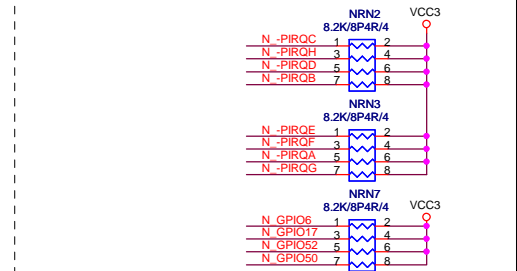 NRN2 VCC3
8.2K/8P4R/4
N_-PIRQC 1 2
N_-PIRQH 3 4
N_-PIRQD 5 6
N_-PIRQB 7 8
NRN3
8.2K/8P4R/4
N_-PIRQE 1 2
N_-PIRQF 3 4
N_-PIRQA 5 6
N_-PIRQG 7 8
NRN7
8.2K/8P4R/4 VCC3
N_GPIO6 1 2
N_GPIO17 3 4
N_GPIO52 5 6
N_GPIO50 7 8